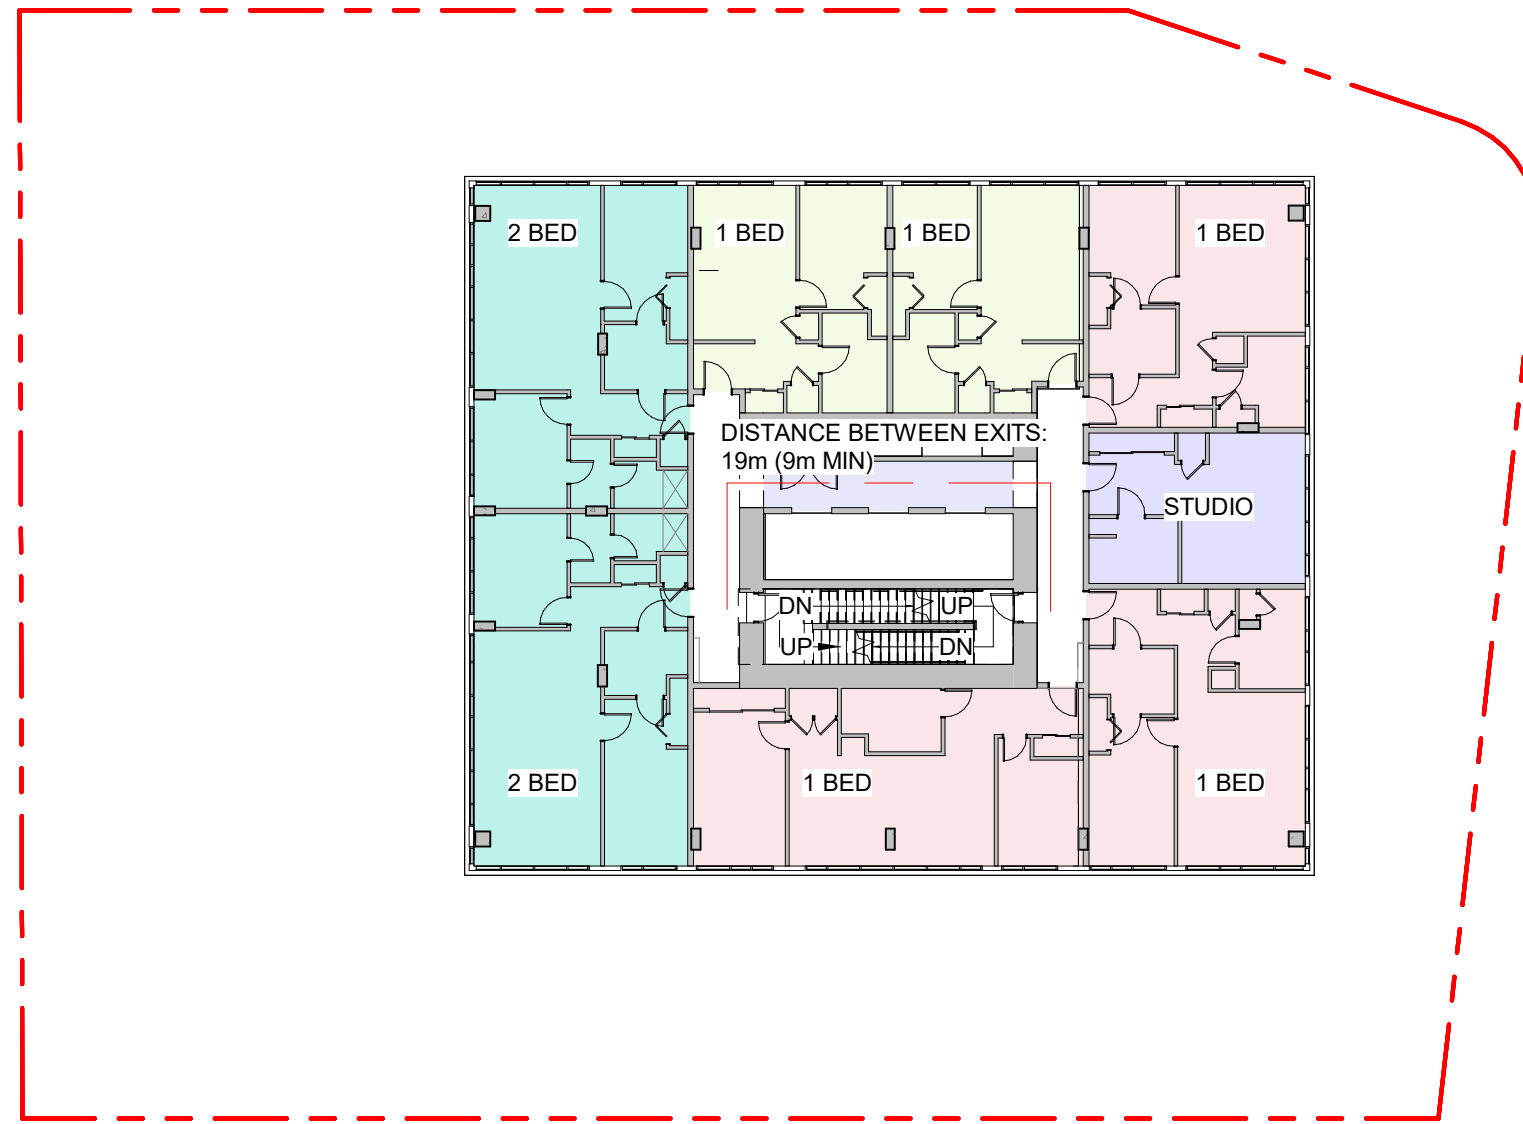 2 BED
1 BED
1 BED
1 BED
DISTANCE BETWEEN EXITS:
19m (9m MIN)
STUDIO
DN
UP
UP
DN
2 BED
1 BED
1 BED